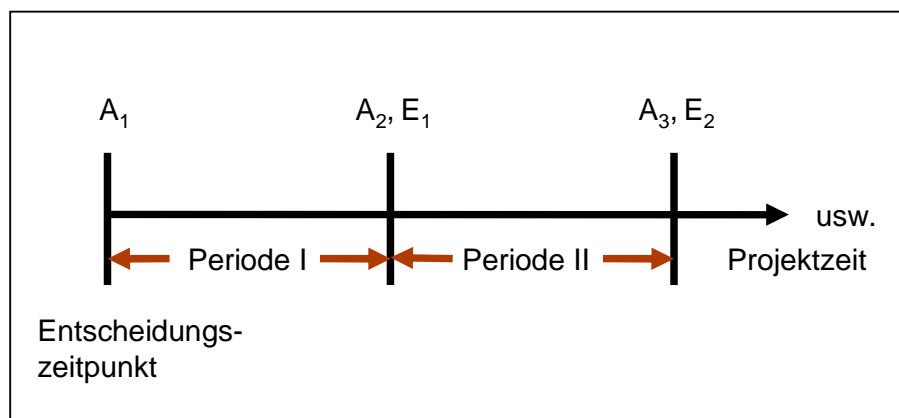 A₁ A₂, E₁ A₃, E₂
usw.
Periode I Periode II Projektzeit
Entscheidungs-
zeitpunkt